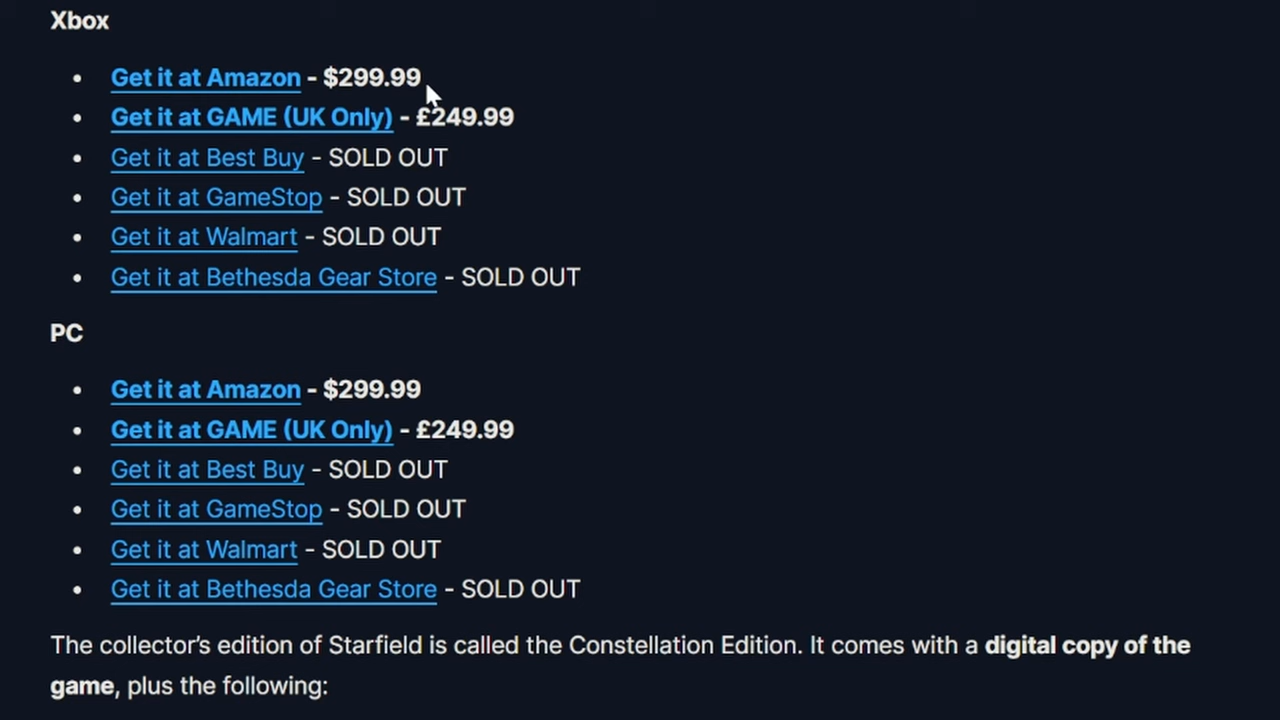 Xbox
• Get it at Amazon - $299.99
• Get it at GAME (UK Only) - £249.99
• Get it at Best Buy - SOLD OUT
• Get it at GameStop - SOLD OUT
• Get it at Walmart - SOLD OUT
• Get it at Bethesda Gear Store - SOLD OUT
PC
• Get it at Amazon - $299.99
• Get it at GAME (UK Only) - £249.99
• Get it at Best Buy - SOLD OUT
• Get it at GameStop - SOLD OUT
• Get it at Walmart - SOLD OUT
• Get it at Bethesda Gear Store - SOLD OUT
The collector’s edition of Starfield is called the Constellation Edition. It comes with a digital copy of the
game, plus the following: